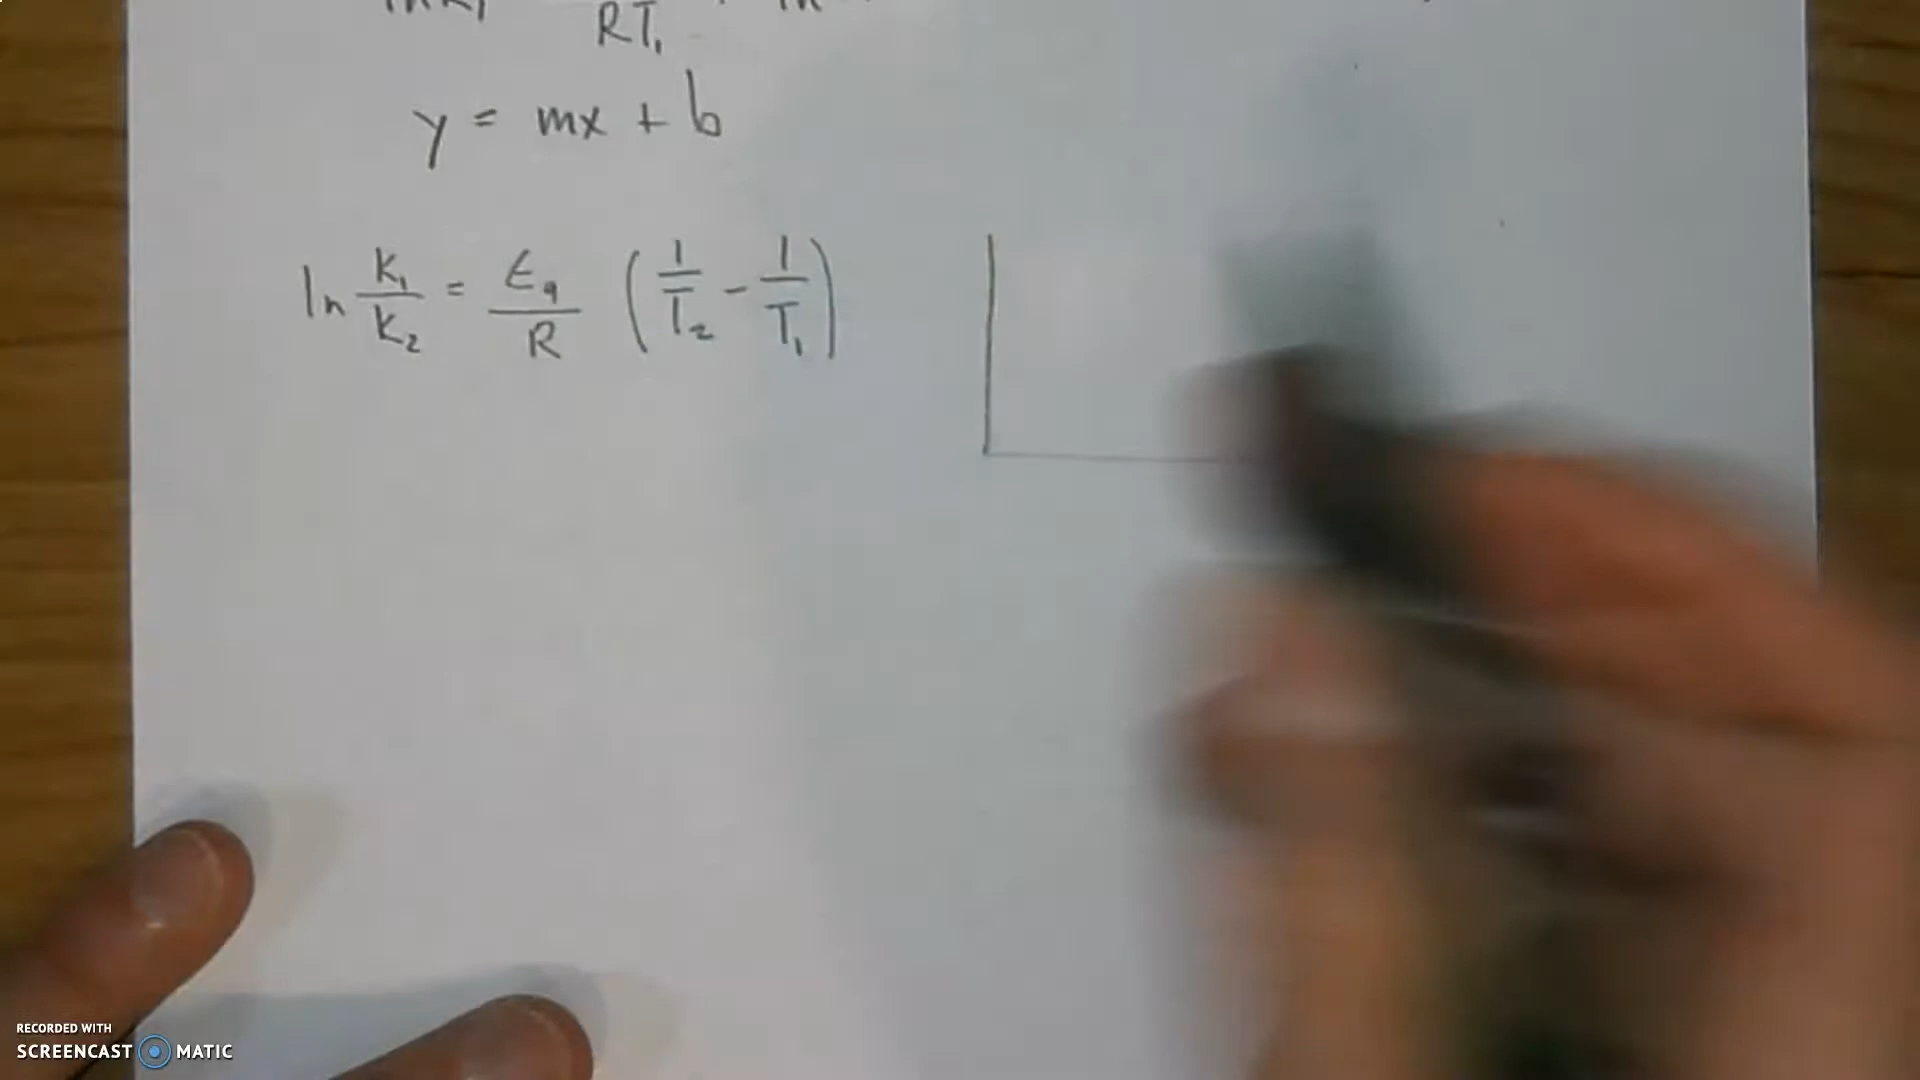 RT₁
y = mx + b
ln K₁/K₂ = Ea/R (1/T₂ - 1/T₁)
RECORDED WITH
SCREENCAST MATIC